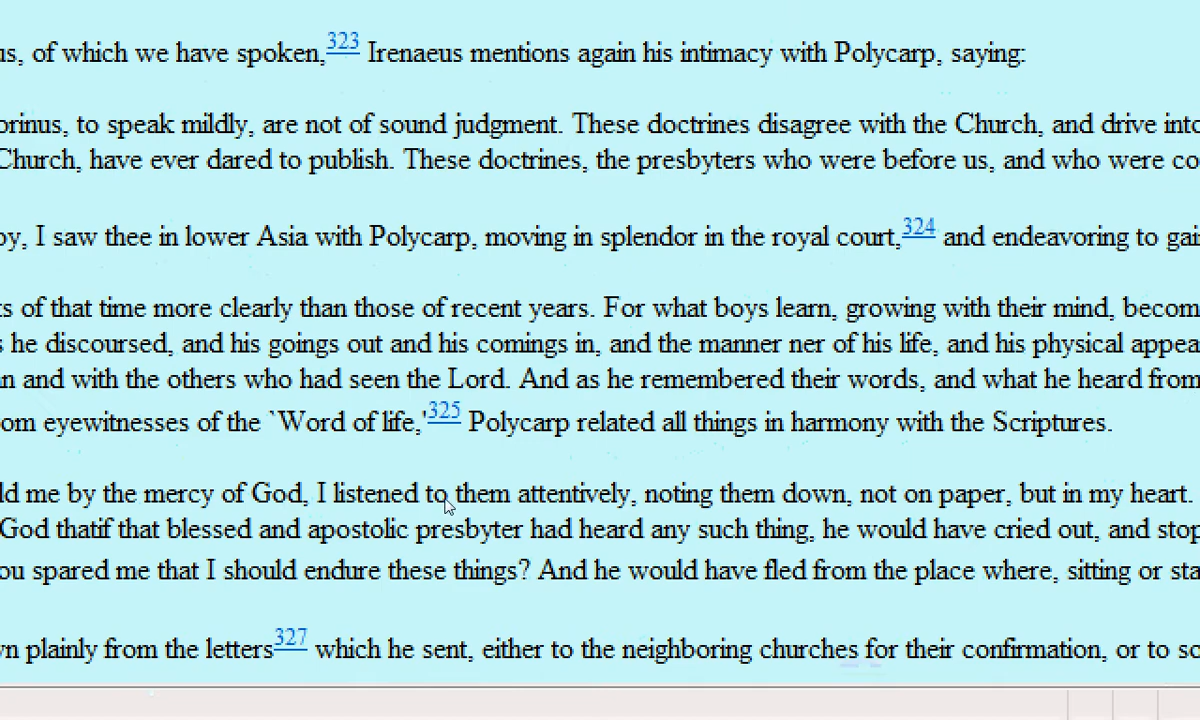 us, of which we have spoken,323 Irenaeus mentions again his intimacy with Polycarp, saying:
orinus, to speak mildly, are not of sound judgment. These doctrines disagree with the Church, and drive into
Church, have ever dared to publish. These doctrines, the presbyters who were before us, and who were co
oy, I saw thee in lower Asia with Polycarp, moving in splendor in the royal court,324 and endeavoring to gai
ts of that time more clearly than those of recent years. For what boys learn, growing with their mind, becom
s he discoursed, and his goings out and his comings in, and the manner ner of his life, and his physical appea
n and with the others who had seen the Lord. And as he remembered their words, and what he heard from
om eyewitnesses of the `Word of life,'325 Polycarp related all things in harmony with the Scriptures.
ld me by the mercy of God, I listened to them attentively, noting them down, not on paper, but in my heart.
God thatif that blessed and apostolic presbyter had heard any such thing, he would have cried out, and stop
ou spared me that I should endure these things? And he would have fled from the place where, sitting or sta
vn plainly from the letters327 which he sent, either to the neighboring churches for their confirmation, or to so